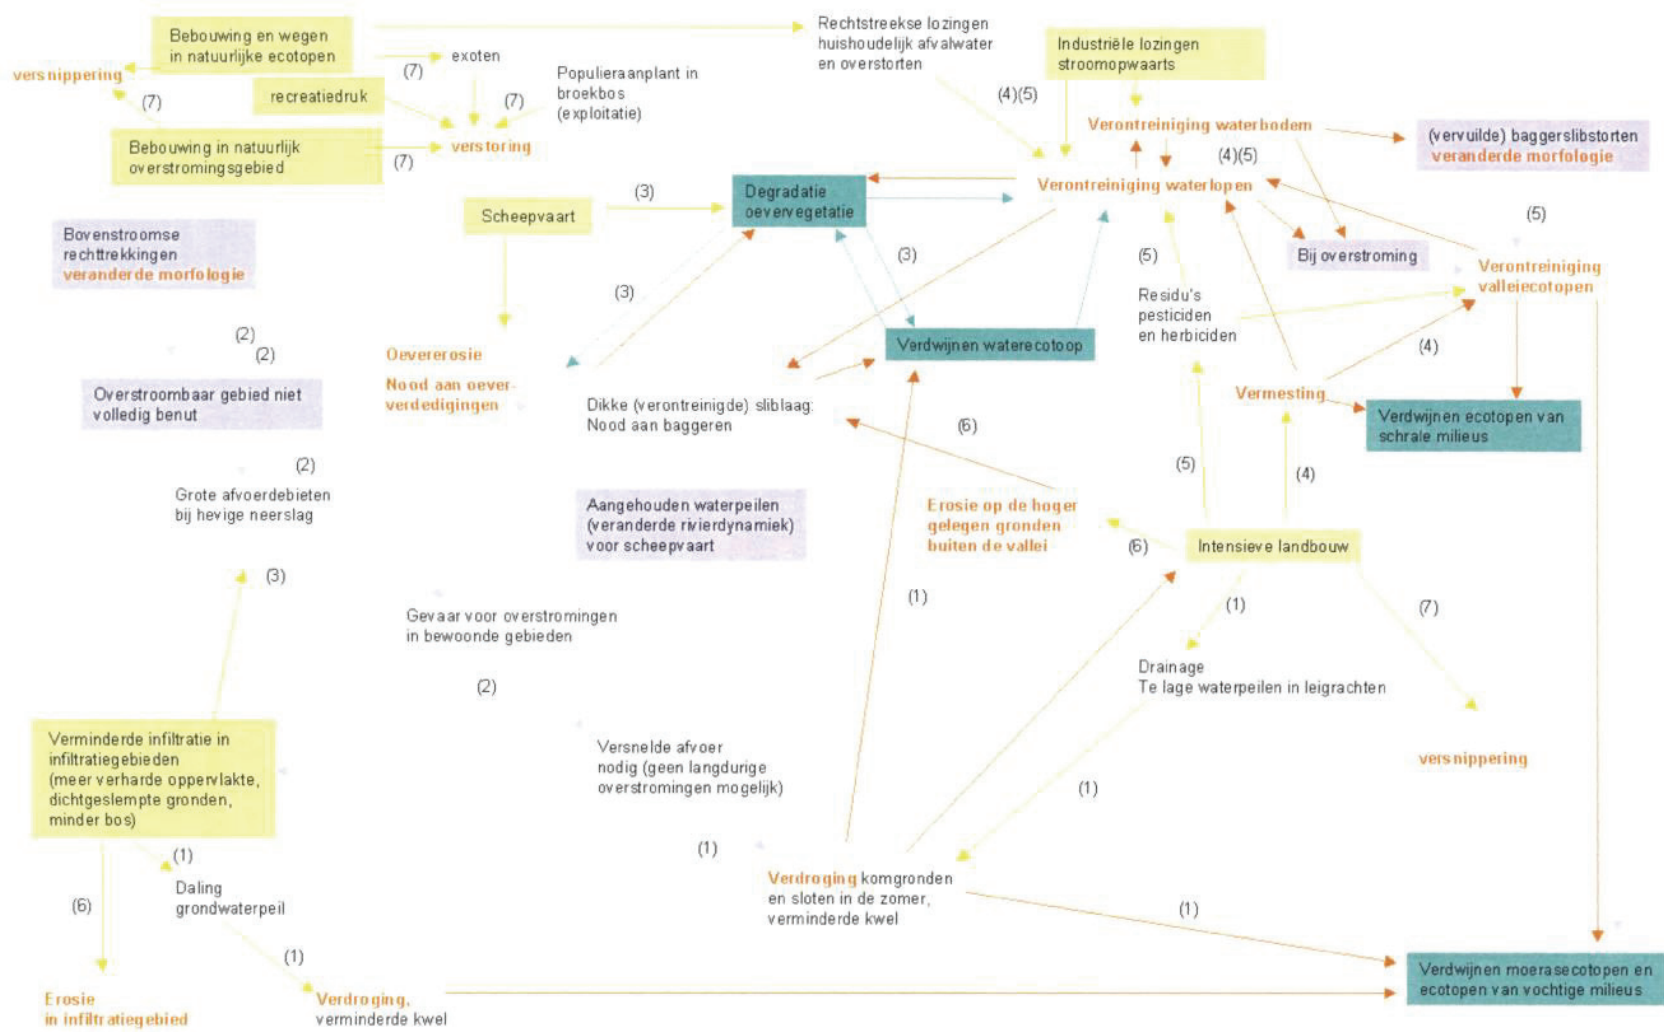 Bebouwing en wegen
in natuurlijke ecotopen
versnippering
(7)
(7)
exoten
recreatiedruk
(7)
Populieraanplant in
broekbos
(exploitatie)
Bebouwing in natuurlijk
overstromingsgebied
(7)
verstoring
Rechtstreekse lozingen
huishoudelijk afvalwater
en overstorten
Industriële lozingen
stroomopwaarts
(4)(5)
Verontreiniging waterbodem
(4)(5)
(vervuilde) baggerslibstorten
veranderde morfologie
Verontreiniging waterlopen
(3)
Degradatie
oevervegetatie
Scheepvaart
(5)
Bovenstroomse
rechttrekkingen
veranderde morfologie
(3)
(5)
Bij overstroming
Verontreiniging
valleiecotopen
(3)
Residu's
pesticiden
en herbiciden
(2)
(2)
Oevererosie
Nood aan oever-
verdedigingen
Verdwijnen waterecotoop
(4)
Overstroombaar gebied niet
volledig benut
Dikke (verontreinigde) sliblaag:
Nood aan baggeren
Vermesting
Verdwijnen ecotopen van
schrale milieus
(6)
(2)
(5)
(4)
Grote afvoerdebieten
bij hevige neerslag
Aangehouden waterpeilen
(veranderde rivierdynamiek)
voor scheepvaart
Erosie op de hoger
gelegen gronden
buiten de vallei
(6)
Intensieve landbouw
(3)
(1)
(1)
(7)
Gevaar voor overstromingen
in bewoonde gebieden
Drainage
Te lage waterpeilen in leigrachten
(2)
Verminderde infiltratie in
infiltratiegebieden
(meer verharde oppervlakte,
dichtgeslempte gronden,
minder bos)
Versnelde afvoer
nodig (geen langdurige
overstromingen mogelijk)
versnippering
(1)
(1)
(1)
Verdroging komgronden
en sloten in de zomer,
verminderde kwel
(6)
Daling
grondwaterpeil
(1)
(1)
Verdwijnen moerasecotopen en
ecotopen van vochtige milieus
Erosie
in infiltratiegebied
Verdroging,
verminderde kwel